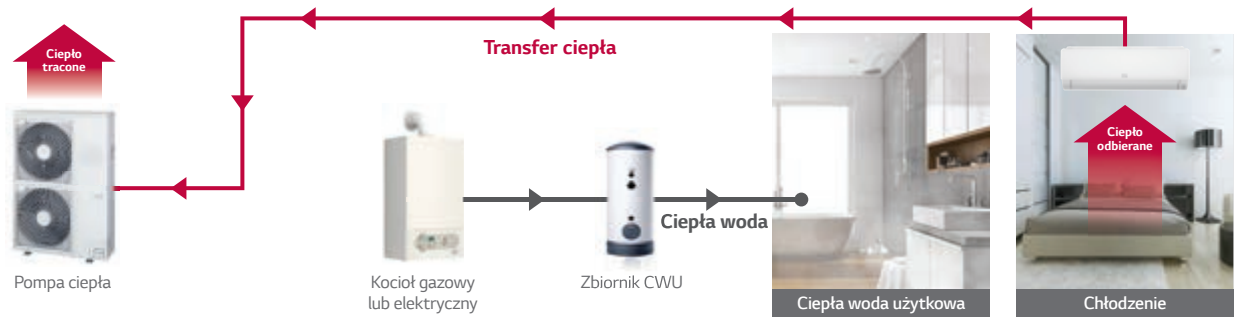 Ciepło
tracone
Transfer ciepła
Ciepło
odbierane
Ciepła woda
Pompa ciepła
Kocioł gazowy
lub elektryczny
Zbiornik CWU
Ciepła woda użytkowa
Chłodzenie